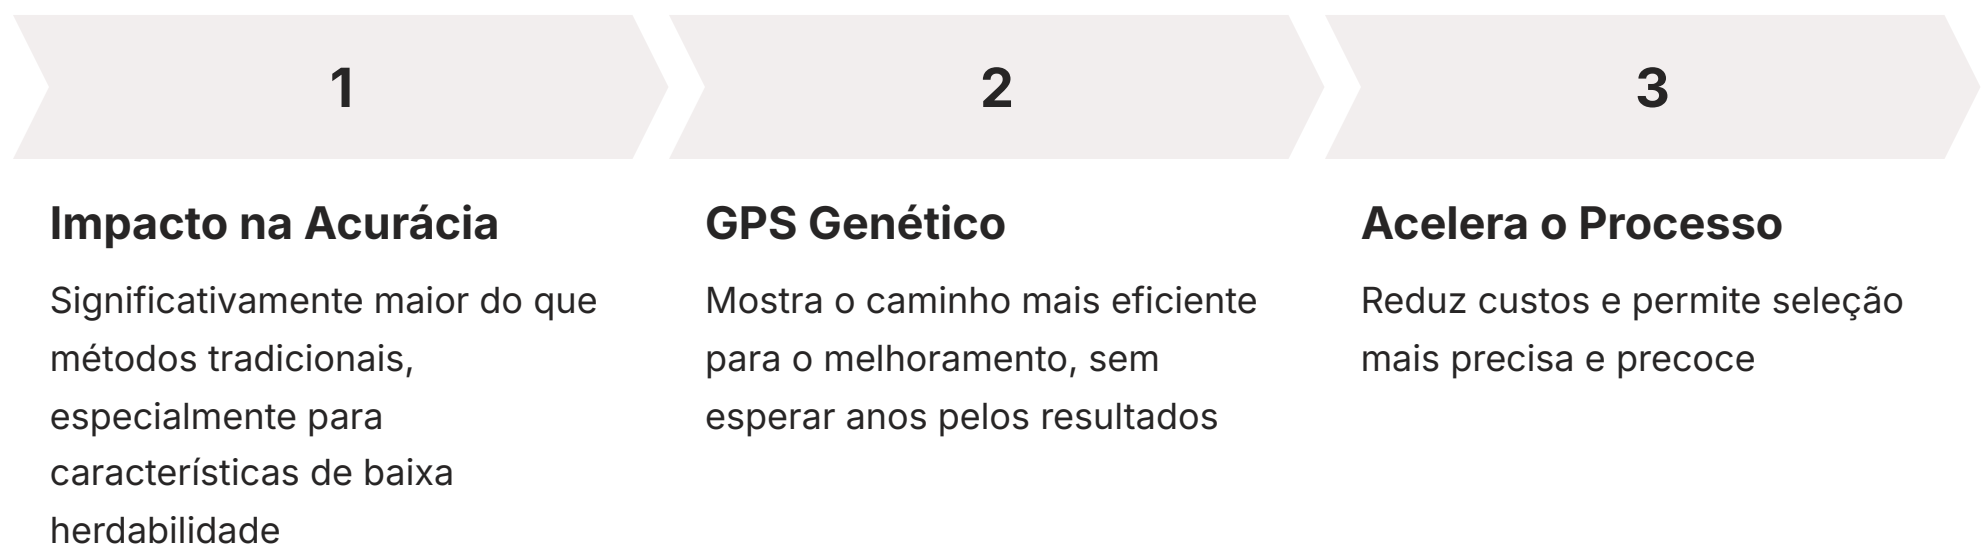 1
Impacto na Acurácia
Significativamente maior do que
métodos tradicionais,
especialmente para
características de baixa
herdabilidade
2
GPS Genético
Mostra o caminho mais eficiente
para o melhoramento, sem
esperar anos pelos resultados
3
Acelera o Processo
Reduz custos e permite seleção
mais precisa e precoce